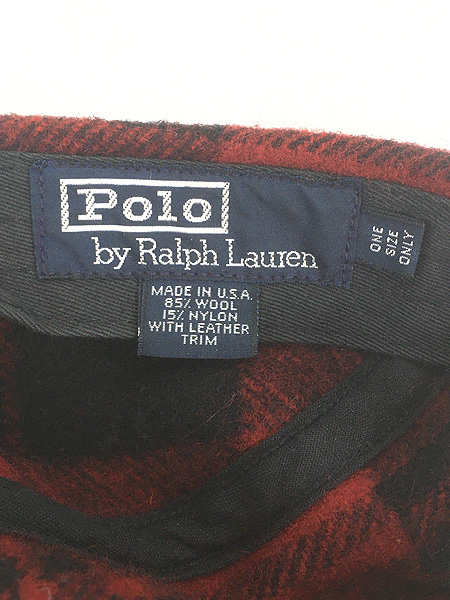 Polo
by Ralph Lauren
ONE
SIZE
ONLY
MADE IN U.S.A.
85% WOOL
15% NYLON
WITH LEATHER
TRIM